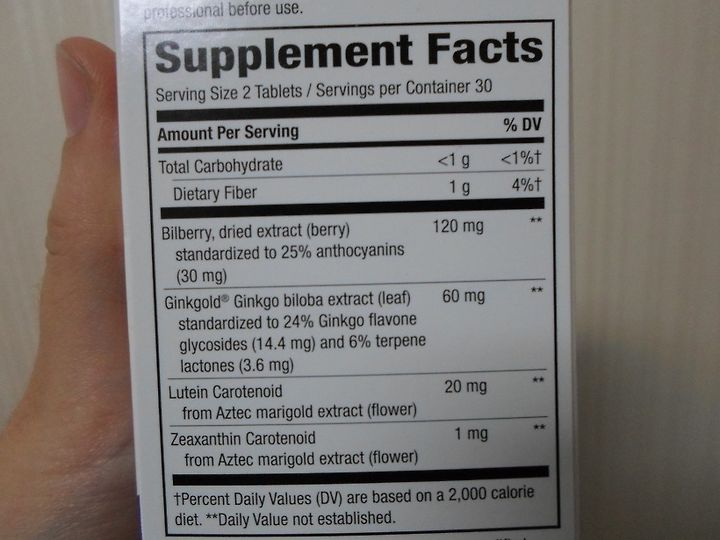 professional before use.
Supplement Facts
Serving Size 2 Tablets / Servings per Container 30
Amount Per Serving % DV
Total Carbohydrate <1 g <1%†
Dietary Fiber 1 g 4%†
Bilberry, dried extract (berry) 120 mg **
standardized to 25% anthocyanins
(30 mg)
Ginkgold® Ginkgo biloba extract (leaf) 60 mg **
standardized to 24% Ginkgo flavone
glycosides (14.4 mg) and 6% terpene
lactones (3.6 mg)
Lutein Carotenoid 20 mg **
from Aztec marigold extract (flower)
Zeaxanthin Carotenoid 1 mg **
from Aztec marigold extract (flower)
†Percent Daily Values (DV) are based on a 2,000 calorie
diet. **Daily Value not established.